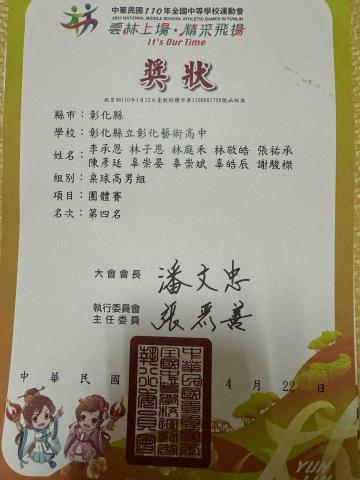 中華民國110年全國中等學校運動會
2021 NATIONAL MIDDLE SCHOOL ATHLETIC GAMES IN YUNLIN
雲林上場・精采飛揚
It's Our Time
獎狀
縣市：彰化縣
學校：彰化縣立彰化藝術高中
姓名：李承恩 林子恩 林庭禾 林敬皓 張祐承
陳彥廷 辜崇晏 辜崇斌 辜皓辰 謝駿樑
組別：桌球高男組
項目：團體賽
名次：第四名
大會會長 潘文忠
執行委員會
主任委員 張麗善
中華民國
4月22日
YUN
LIN